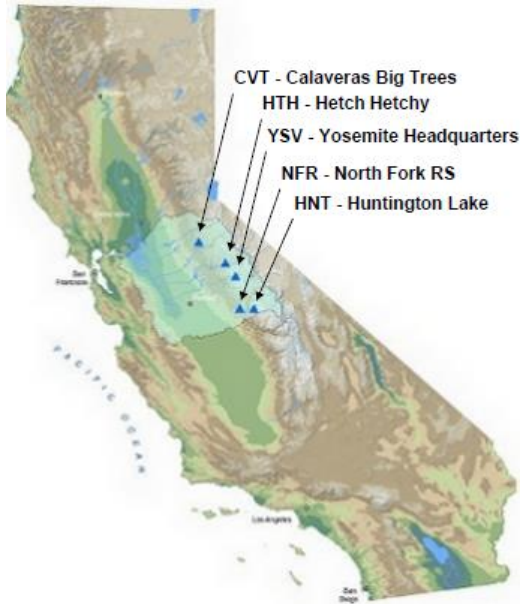 CVT - Calaveras Big Trees
HTH - Hetch Hetchy
YSV - Yosemite Headquarters
NFR - North Fork RS
HNT - Huntington Lake
San
Francisco
PACIFIC OCEAN
Los Angeles
San
Diego